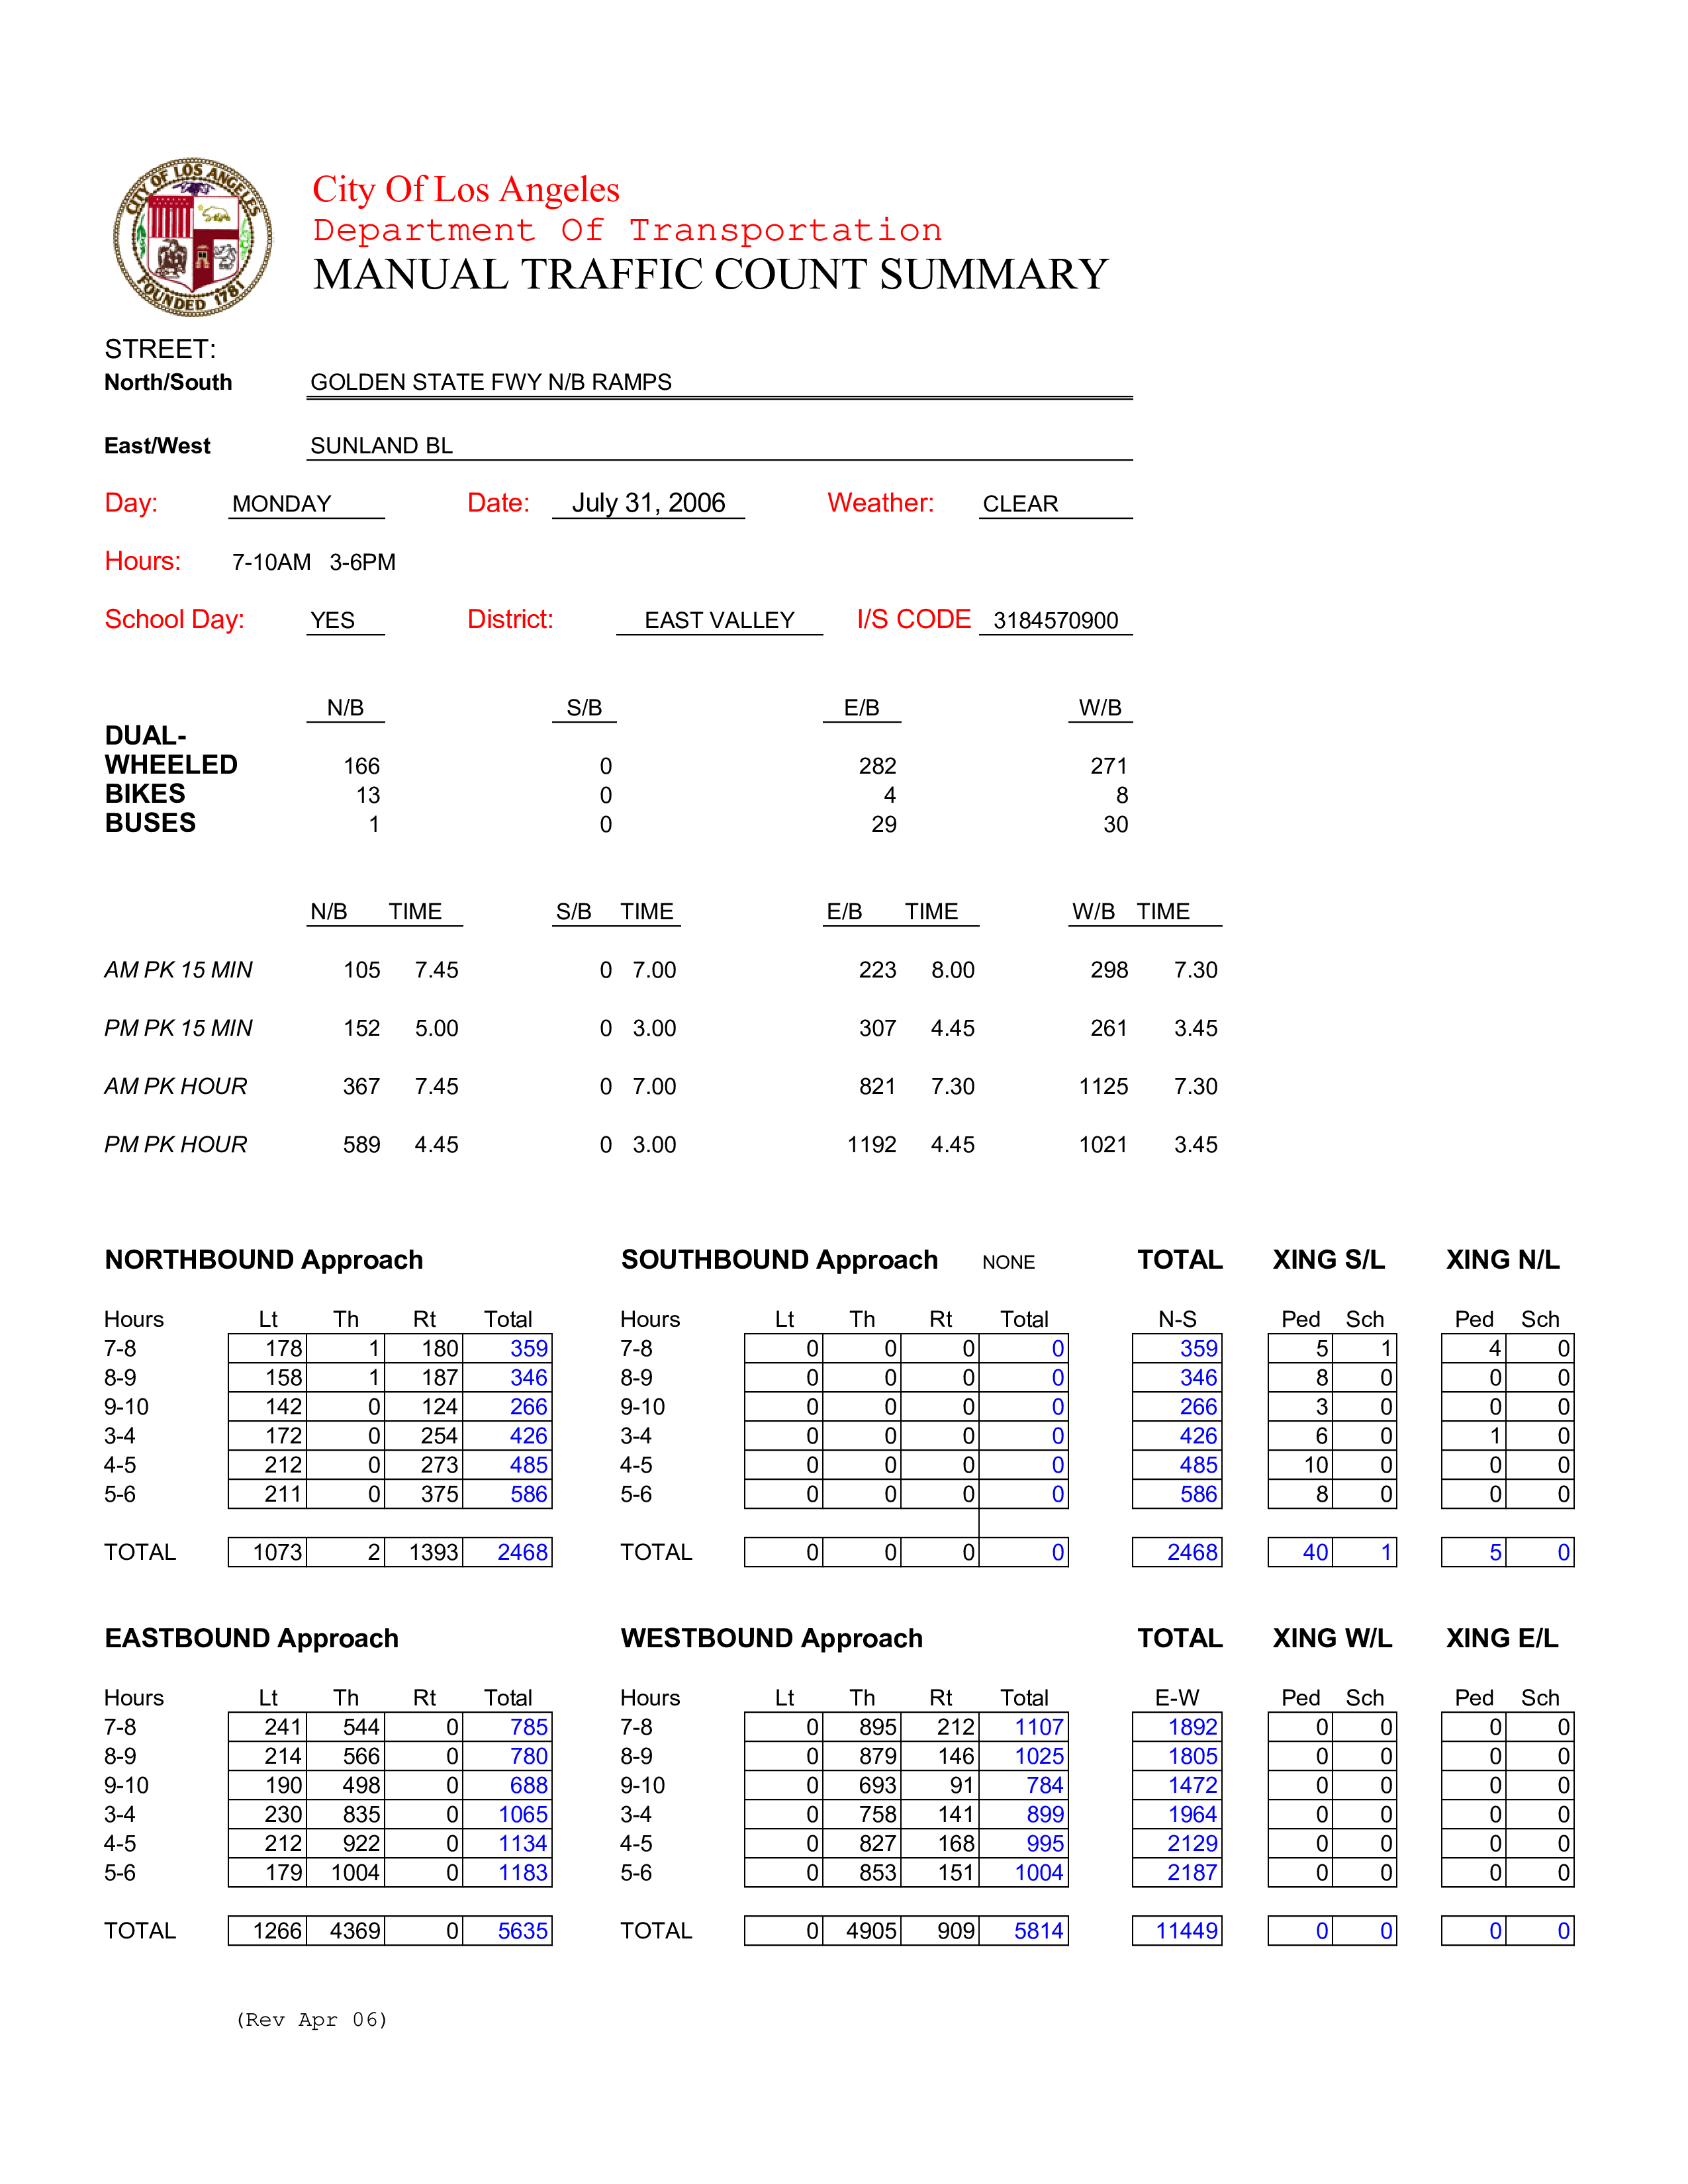 CITY OF LOS ANGELES
FOUNDED 1781
City Of Los Angeles
Department Of Transportation
MANUAL TRAFFIC COUNT SUMMARY
STREET:
North/South GOLDEN STATE FWY N/B RAMPS
East/West SUNLAND BL
Day: MONDAY Date: July 31, 2006 Weather: CLEAR
Hours: 7-10AM 3-6PM
School Day: YES District: EAST VALLEY I/S CODE 3184570900
N/B S/B E/B W/B
DUAL-
WHEELED 166 0 282 271
BIKES 13 0 4 8
BUSES 1 0 29 30
N/B TIME S/B TIME E/B TIME W/B TIME
AM PK 15 MIN 105 7.45 0 7.00 223 8.00 298 7.30
PM PK 15 MIN 152 5.00 0 3.00 307 4.45 261 3.45
AM PK HOUR 367 7.45 0 7.00 821 7.30 1125 7.30
PM PK HOUR 589 4.45 0 3.00 1192 4.45 1021 3.45
NORTHBOUND Approach SOUTHBOUND Approach NONE TOTAL XING S/L XING N/L
Hours Lt Th Rt Total Hours Lt Th Rt Total N-S Ped Sch Ped Sch
7-8 178 1 180 359 7-8 0 0 0 0 359 5 1 4 0
8-9 158 1 187 346 8-9 0 0 0 0 346 8 0 0 0
9-10 142 0 124 266 9-10 0 0 0 0 266 3 0 0 0
3-4 172 0 254 426 3-4 0 0 0 0 426 6 0 1 0
4-5 212 0 273 485 4-5 0 0 0 0 485 10 0 0 0
5-6 211 0 375 586 5-6 0 0 0 0 586 8 0 0 0
TOTAL 1073 2 1393 2468 TOTAL 0 0 0 0 2468 40 1 5 0
EASTBOUND Approach WESTBOUND Approach TOTAL XING W/L XING E/L
Hours Lt Th Rt Total Hours Lt Th Rt Total E-W Ped Sch Ped Sch
7-8 241 544 0 785 7-8 0 895 212 1107 1892 0 0 0 0
8-9 214 566 0 780 8-9 0 879 146 1025 1805 0 0 0 0
9-10 190 498 0 688 9-10 0 693 91 784 1472 0 0 0 0
3-4 230 835 0 1065 3-4 0 758 141 899 1964 0 0 0 0
4-5 212 922 0 1134 4-5 0 827 168 995 2129 0 0 0 0
5-6 179 1004 0 1183 5-6 0 853 151 1004 2187 0 0 0 0
TOTAL 1266 4369 0 5635 TOTAL 0 4905 909 5814 11449 0 0 0 0
(Rev Apr 06)